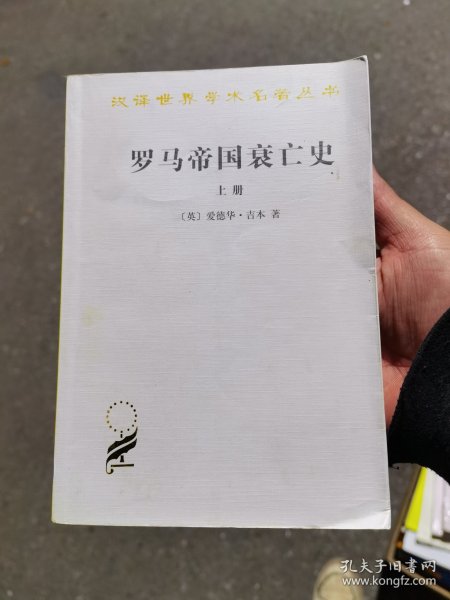 汉译世界学术名著丛书
罗马帝国衰亡史
上册
〔英〕爱德华·吉本 著
孔夫子旧书网
www.kongfz.com